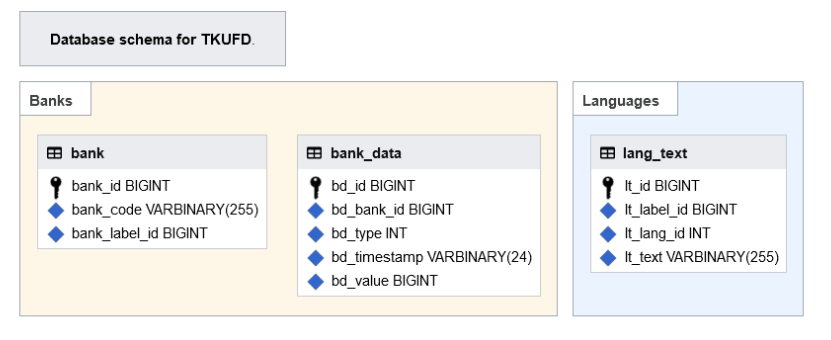 Database schema for TKUFD.
Banks
bank
bank_id BIGINT
bank_code VARBINARY(255)
bank_label_id BIGINT
bank_data
bd_id BIGINT
bd_bank_id BIGINT
bd_type INT
bd_timestamp VARBINARY(24)
bd_value BIGINT
Languages
lang_text
lt_id BIGINT
lt_label_id BIGINT
lt_lang_id INT
lt_text VARBINARY(255)